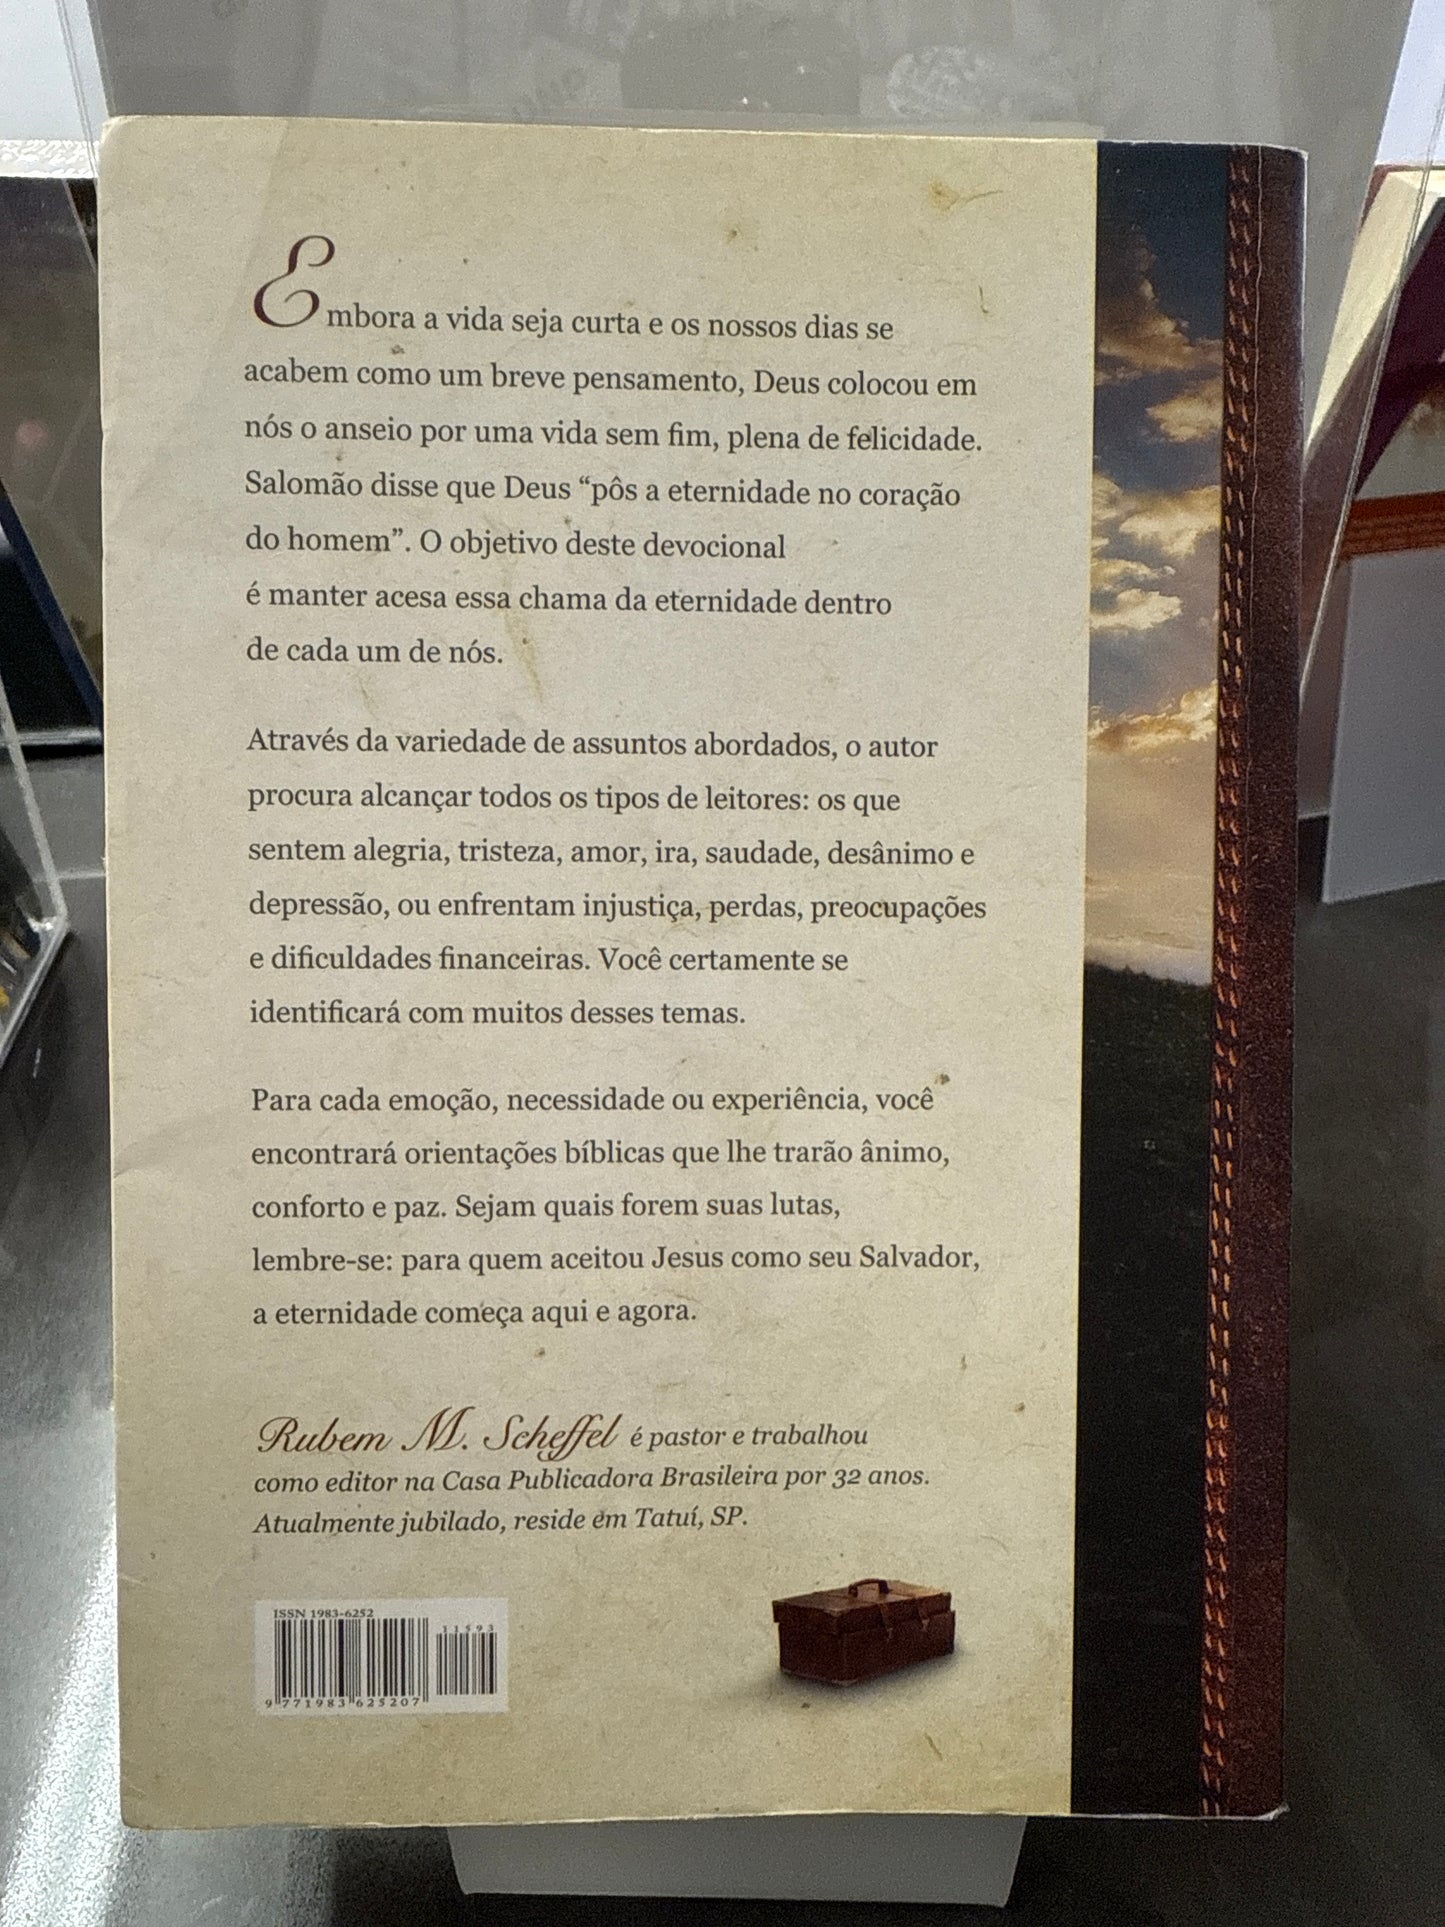 Embora a vida seja curta e os nossos dias se
acabem como um breve pensamento, Deus colocou em
nós o anseio por uma vida sem fim, plena de felicidade.
Salomão disse que Deus “pôs a eternidade no coração
do homem”. O objetivo deste devocional
é manter acesa essa chama da eternidade dentro
de cada um de nós.
Através da variedade de assuntos abordados, o autor
procura alcançar todos os tipos de leitores: os que
sentem alegria, tristeza, amor, ira, saudade, desânimo e
depressão, ou enfrentam injustiça, perdas, preocupações
e dificuldades financeiras. Você certamente se
identificará com muitos desses temas.
Para cada emoção, necessidade ou experiência, você
encontrará orientações bíblicas que lhe trarão ânimo,
conforto e paz. Sejam quais forem suas lutas,
lembre-se: para quem aceitou Jesus como seu Salvador,
a eternidade começa aqui e agora.
Rubem M. Scheffel é pastor e trabalhou
como editor na Casa Publicadora Brasileira por 32 anos.
Atualmente jubilado, reside em Tatuí, SP.
ISSN 1983-6252
11593
9 771983 625207